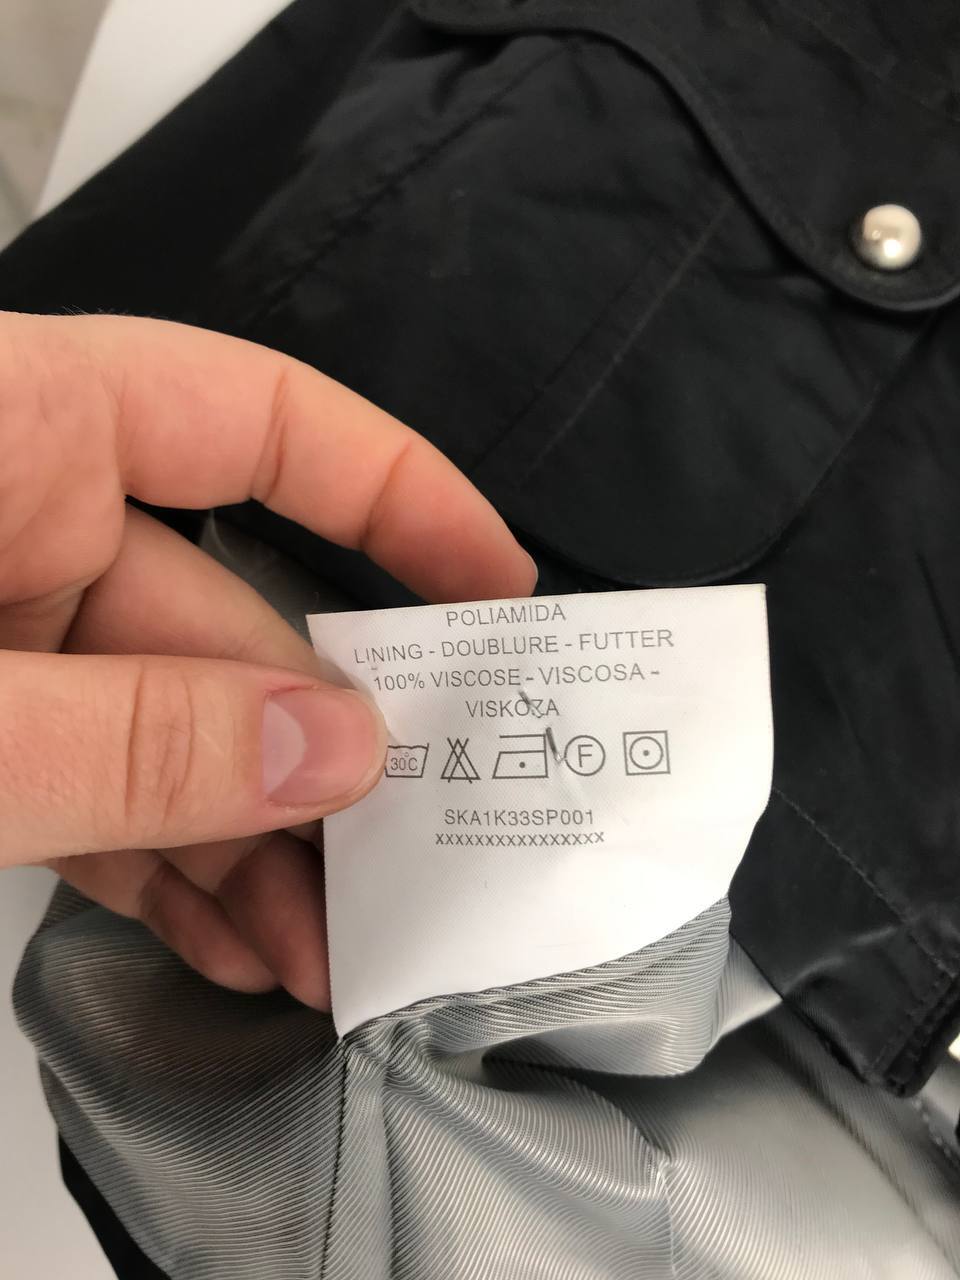 POLIAMIDA
LINING - DOUBLURE - FUTTER
100% VISCOSE - VISCOSA -
VISKOZA
30°C F
SKA1K33SP001
xxxxxxxxxxxxxxxx